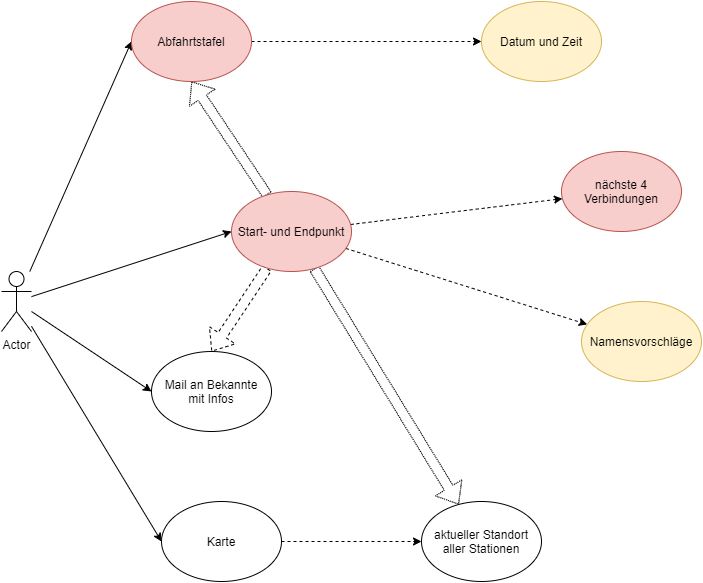 Abfahrtstafel
Datum und Zeit
nächste 4
Verbindungen
Start- und Endpunkt
Actor
Namensvorschläge
Mail an Bekannte
mit Infos
Karte
aktueller Standort
aller Stationen